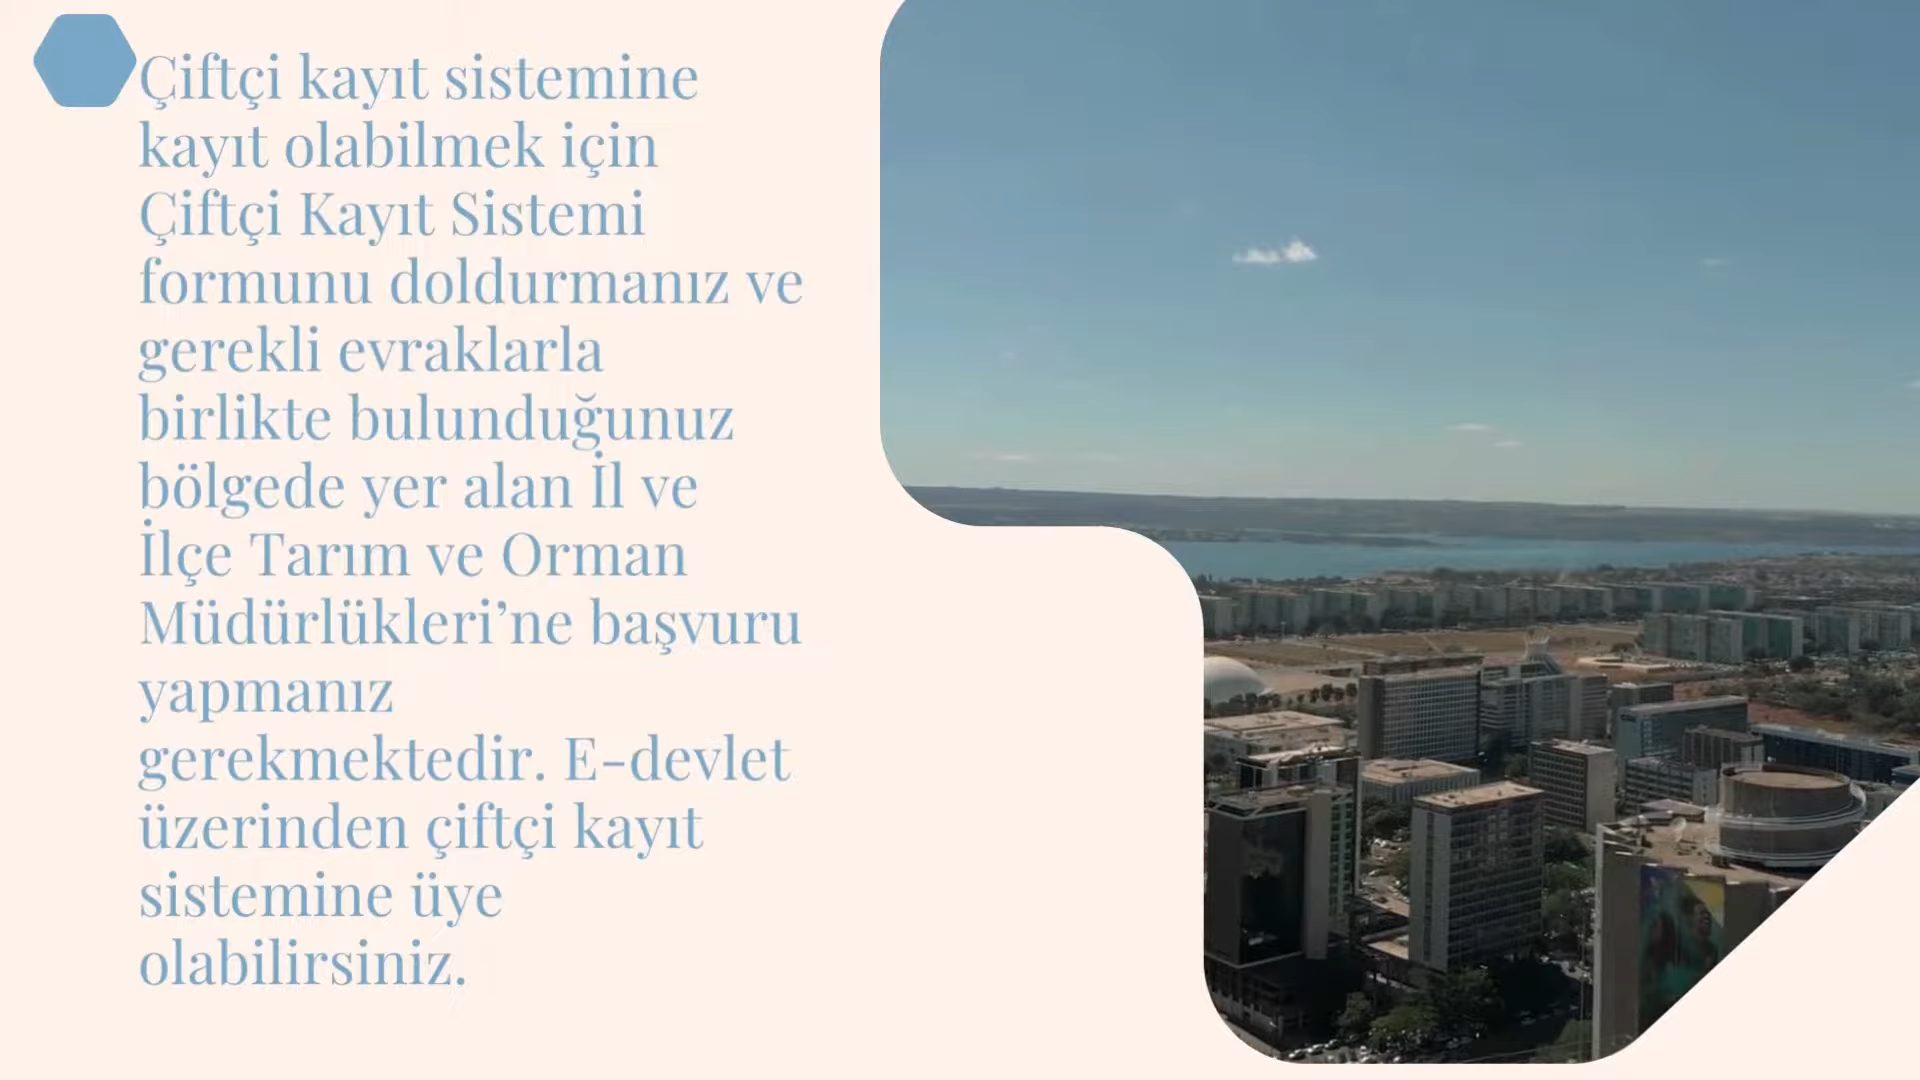 Çiftçi kayıt sistemine
kayıt olabilmek için
Çiftçi Kayıt Sistemi
formunu doldurmanız ve
gerekli evraklarla
birlikte bulunduğunuz
bölgede yer alan İl ve
İlçe Tarım ve Orman
Müdürlükleri’ne başvuru
yapmanız
gerekmektedir. E-devlet
üzerinden çiftçi kayıt
sistemine üye
olabilirsiniz.